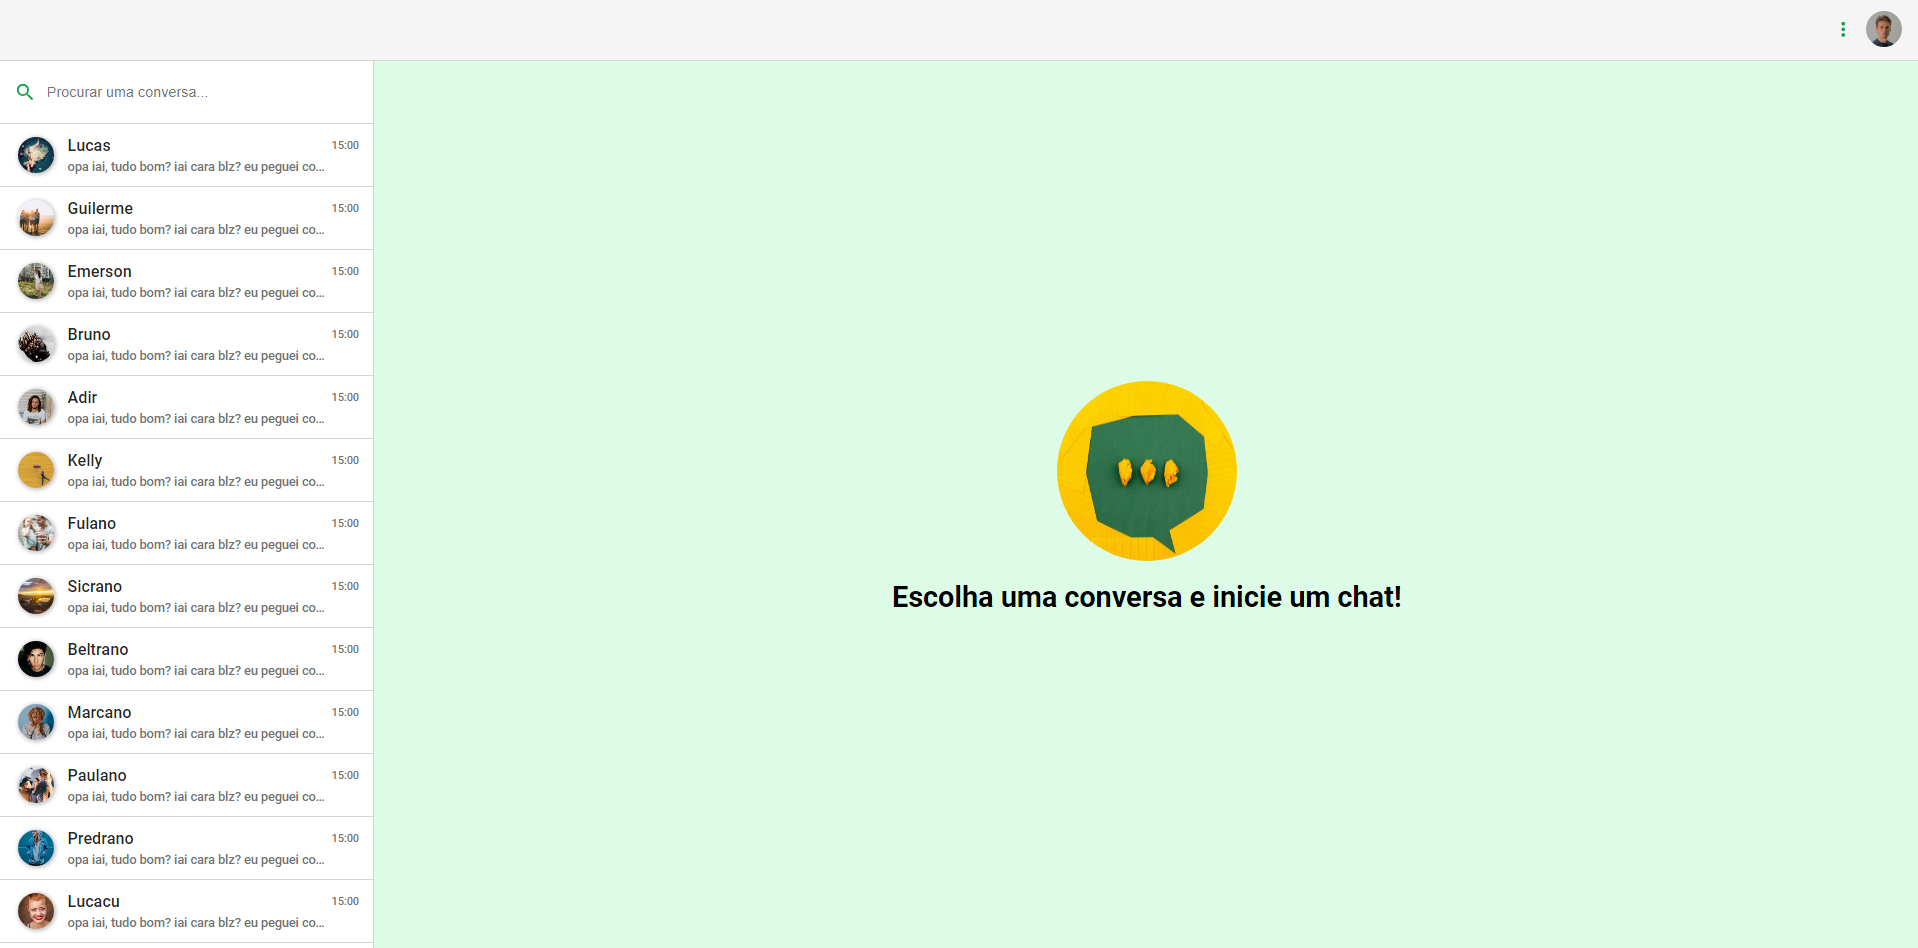 Procurar uma conversa...
Lucas 15:00
opa iai, tudo bom? iai cara blz? eu peguei co...
Guilerme 15:00
opa iai, tudo bom? iai cara blz? eu peguei co...
Emerson 15:00
opa iai, tudo bom? iai cara blz? eu peguei co...
Bruno 15:00
opa iai, tudo bom? iai cara blz? eu peguei co...
Adir 15:00
opa iai, tudo bom? iai cara blz? eu peguei co...
Kelly 15:00
opa iai, tudo bom? iai cara blz? eu peguei co...
Fulano 15:00
opa iai, tudo bom? iai cara blz? eu peguei co...
Sicrano 15:00
opa iai, tudo bom? iai cara blz? eu peguei co...
Beltrano 15:00
opa iai, tudo bom? iai cara blz? eu peguei co...
Marcano 15:00
opa iai, tudo bom? iai cara blz? eu peguei co...
Paulano 15:00
opa iai, tudo bom? iai cara blz? eu peguei co...
Predrano 15:00
opa iai, tudo bom? iai cara blz? eu peguei co...
Lucacu 15:00
opa iai, tudo bom? iai cara blz? eu peguei co...
Escolha uma conversa e inicie um chat!